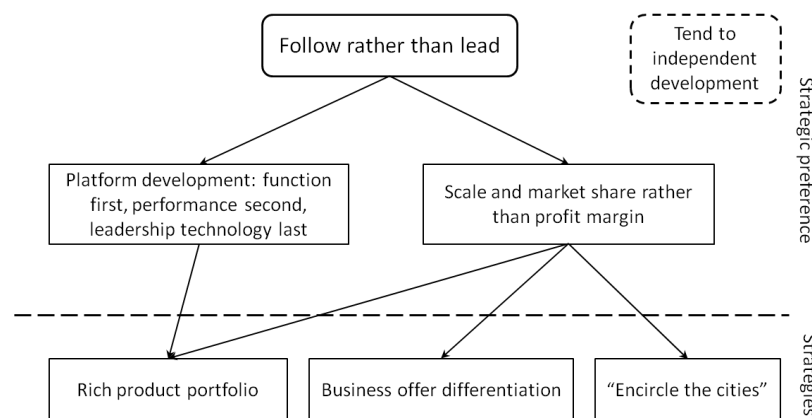 Follow rather than lead
Tend to
independent
development
Strategic preference
Platform development: function
first, performance second,
leadership technology last
Scale and market share rather
than profit margin
Strategies
Rich product portfolio
Business offer differentiation
“Encircle the cities”